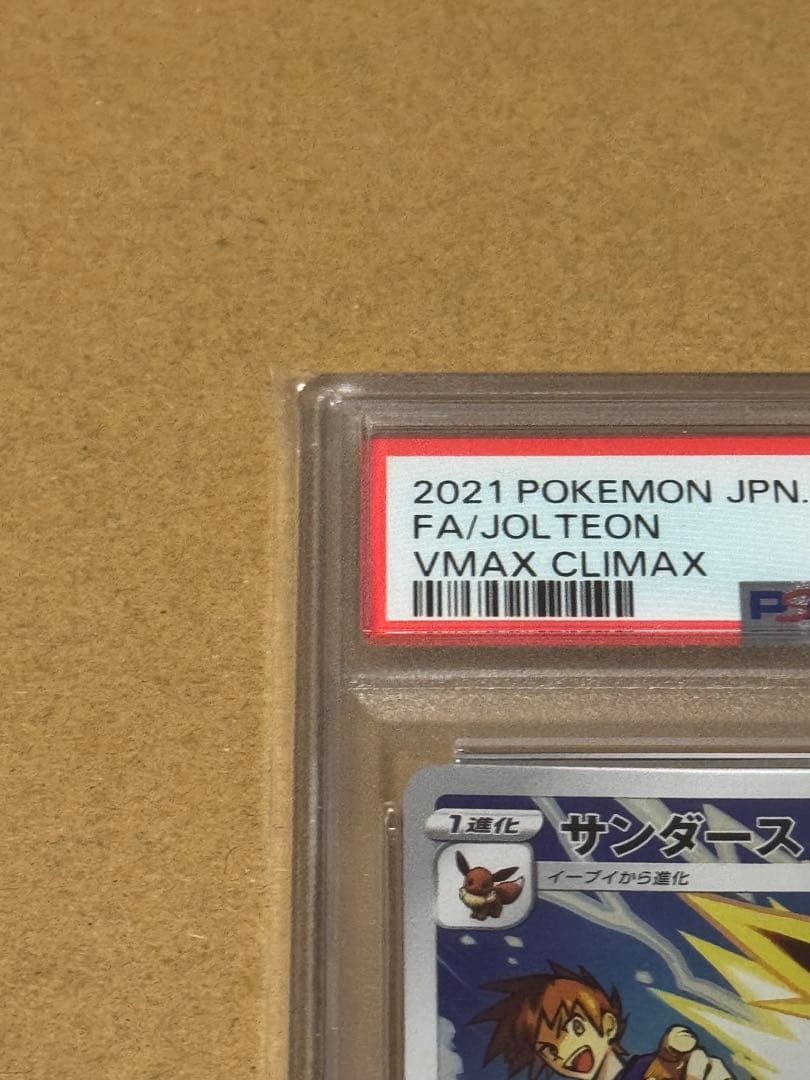 2021 POKEMON JPN.
FA/JOLTEON
VMAX CLIMAX
1進化
サンダース
イーブイから進化